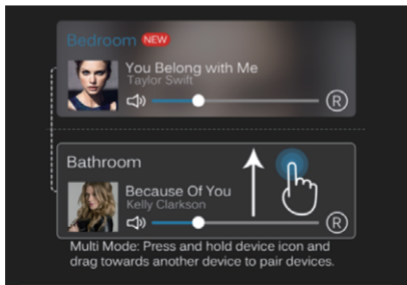 Bedroom NEW
You Belong with Me
Taylor Swift
R
Bathroom
Because Of You
Kelly Clarkson
R
Multi Mode: Press and hold device icon and
drag towards another device to pair devices.